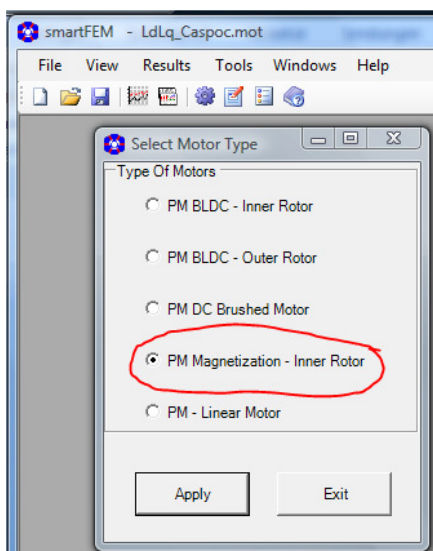 smartFEM - LdLq_Caspoc.mot
File View Results Tools Windows Help
Select Motor Type
Type Of Motors
PM BLDC - Inner Rotor
PM BLDC - Outer Rotor
PM DC Brushed Motor
PM Magnetization - Inner Rotor
PM - Linear Motor
Apply Exit